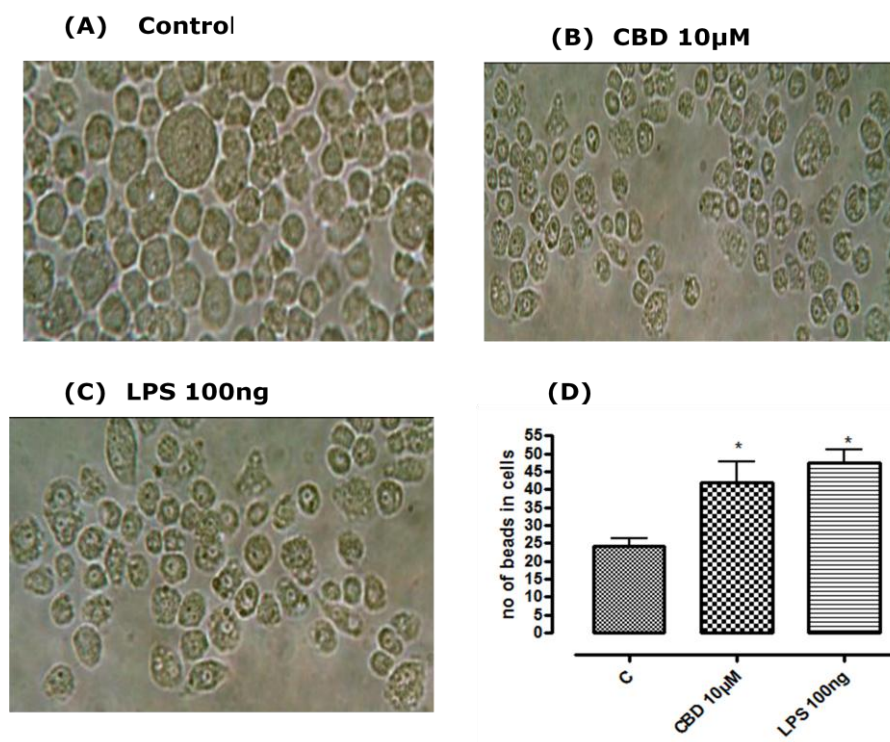 (A) Control
(B) CBD 10µM
(C) LPS 100ng
(D)
no of beads in cells
55
50
45
40
35
30
25
20
15
10
5
0
*
*
C
CBD 10µM
LPS 100ng